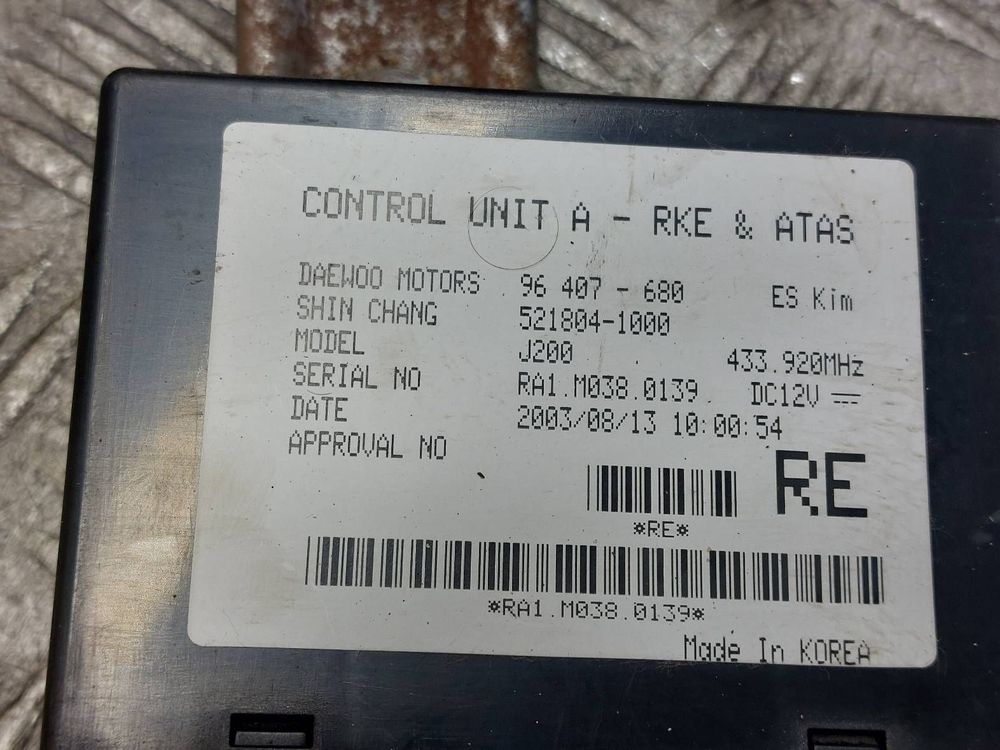 CONTROL UNIT A - RKE & ATAS
DAEWOO MOTORS 96 407 - 680 ES Kim
SHIN CHANG 521804-1000
MODEL J200 433.920MHz
SERIAL NO RA1.M038.0139 DC12V ⎓
DATE 2003/08/13 10:00:54
APPROVAL NO
RE
*RE*
*RA1.M038.0139*
Made In KOREA